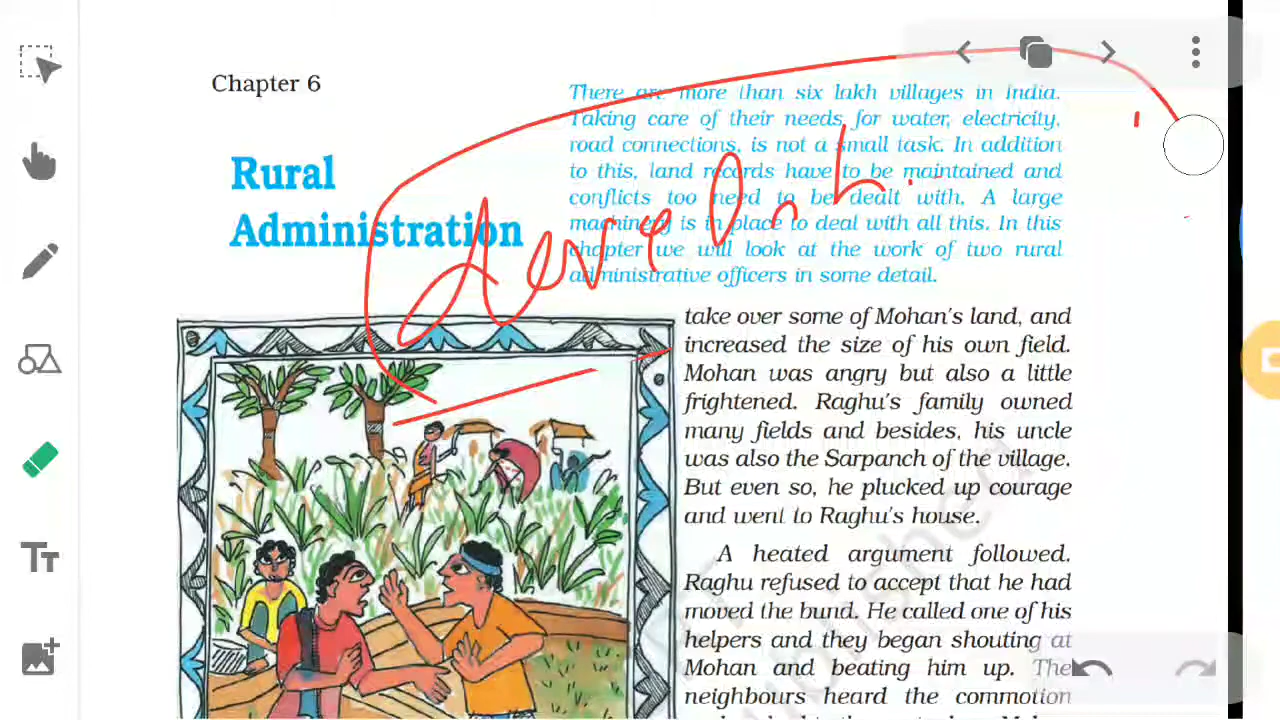 Chapter 6
Rural
Administration
There are more than six lakh villages in India.
Taking care of their needs for water, electricity,
road connections, is not a small task. In addition
to this, land records have to be maintained and
conflicts too need to be dealt with. A large
machinery is in place to deal with all this. In this
chapter we will look at the work of two rural
administrative officers in some detail.
take over some of Mohan's land, and
increased the size of his own field.
Mohan was angry but also a little
frightened. Raghu's family owned
many fields and besides, his uncle
was also the Sarpanch of the village.
But even so, he plucked up courage
and went to Raghu's house.
A heated argument followed.
Raghu refused to accept that he had
moved the bund. He called one of his
helpers and they began shouting at
Mohan and beating him up. The
neighbours heard the commotion
Tт